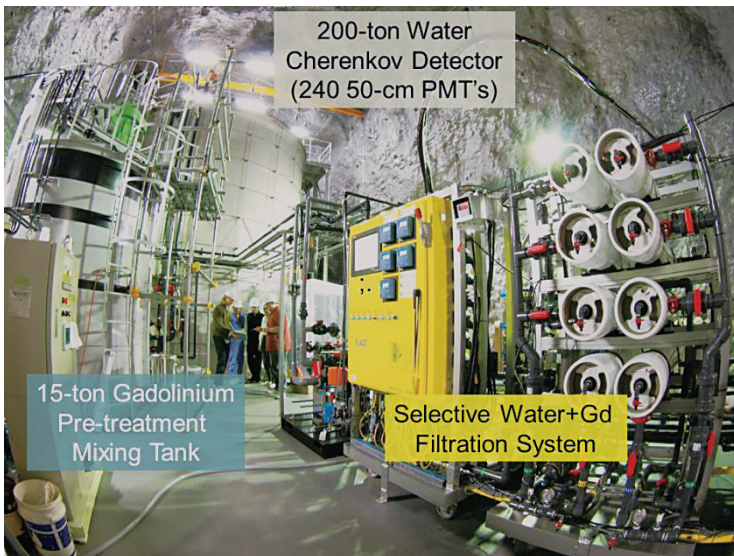 200-ton Water
Cherenkov Detector
(240 50-cm PMT's)
15-ton Gadolinium
Pre-treatment
Mixing Tank
Selective Water+Gd
Filtration System